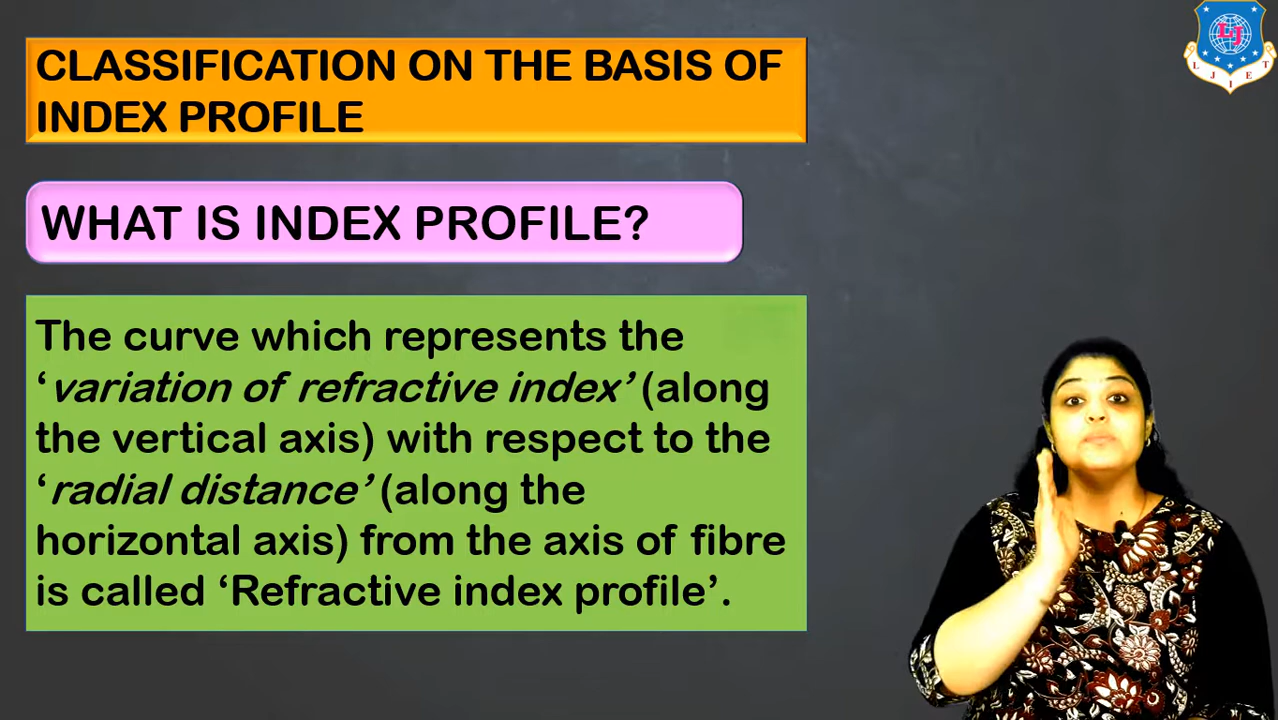 CLASSIFICATION ON THE BASIS OF
INDEX PROFILE
LJ
L J I E T
WHAT IS INDEX PROFILE?
The curve which represents the
‘variation of refractive index’ (along
the vertical axis) with respect to the
‘radial distance’ (along the
horizontal axis) from the axis of fibre
is called ‘Refractive index profile’.